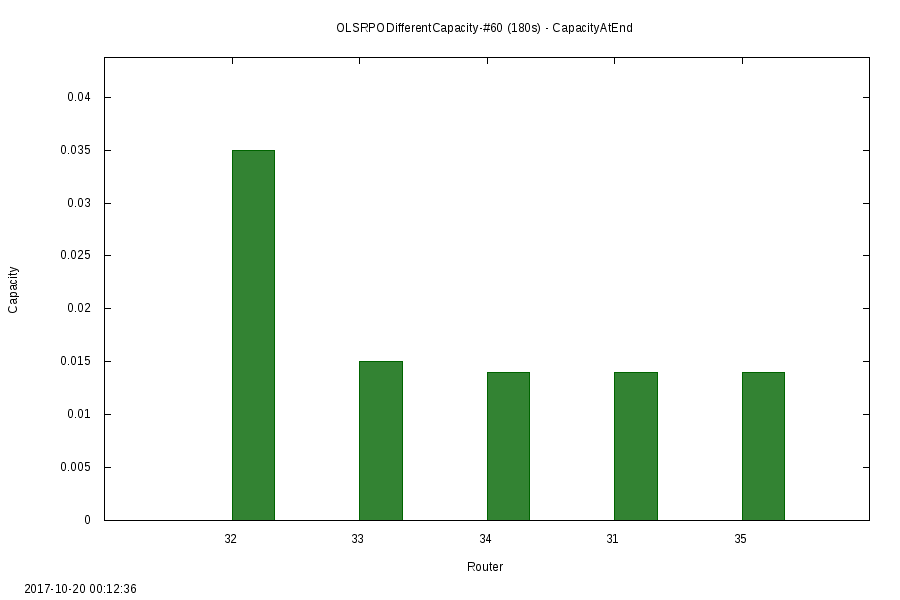 OLSRPODifferentCapacity-#60 (180s) - CapacityAtEnd
0.04
0.035
0.03
0.025
0.02
0.015
0.01
0.005
0
Capacity
32 33 34 31 35
Router
2017-10-20 00:12:36